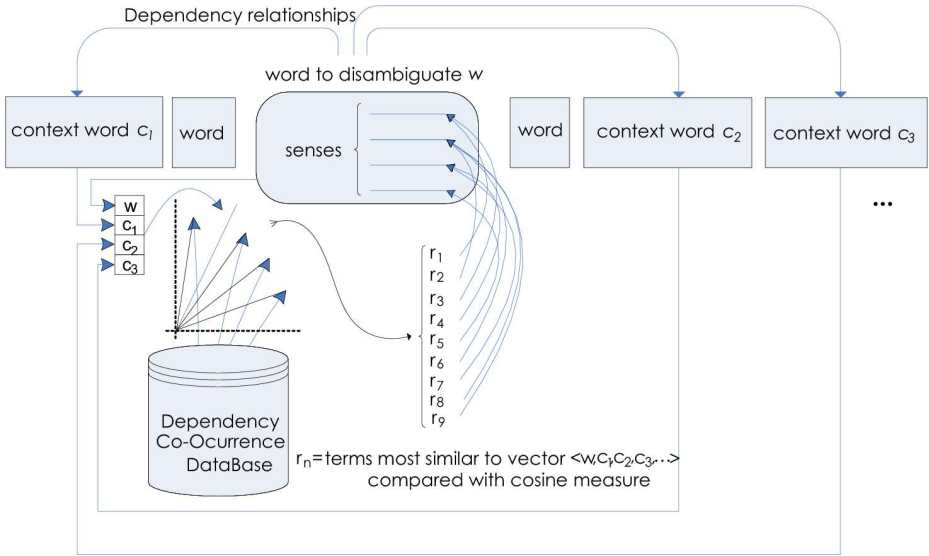 Dependency relationships
word to disambiguate w
context word c1
word
senses
word
context word c2
context word c3
...
w
c1
c2
c3
r1
r2
r3
r4
r5
r6
r7
r8
r9
Dependency
Co-Ocurrence
DataBase
rn=terms most similar to vector <w,c1,c2,c3,...>
compared with cosine measure